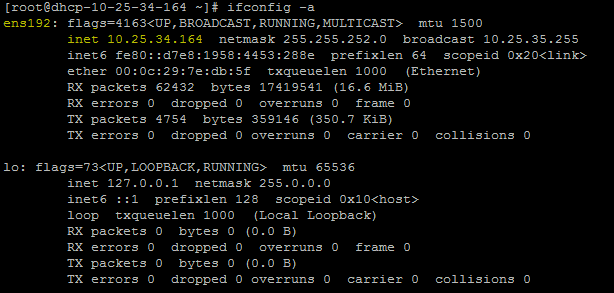 [root@dhcp-10-25-34-164 ~]# ifconfig -a
ens192: flags=4163<UP,BROADCAST,RUNNING,MULTICAST> mtu 1500
inet 10.25.34.164 netmask 255.255.252.0 broadcast 10.25.35.255
inet6 fe80::d7e8:1958:4453:288e prefixlen 64 scopeid 0x20<link>
ether 00:0c:29:7e:db:5f txqueuelen 1000 (Ethernet)
RX packets 62432 bytes 17419541 (16.6 MiB)
RX errors 0 dropped 0 overruns 0 frame 0
TX packets 4754 bytes 359146 (350.7 KiB)
TX errors 0 dropped 0 overruns 0 carrier 0 collisions 0
lo: flags=73<UP,LOOPBACK,RUNNING> mtu 65536
inet 127.0.0.1 netmask 255.0.0.0
inet6 ::1 prefixlen 128 scopeid 0x10<host>
loop txqueuelen 1000 (Local Loopback)
RX packets 0 bytes 0 (0.0 B)
RX errors 0 dropped 0 overruns 0 frame 0
TX packets 0 bytes 0 (0.0 B)
TX errors 0 dropped 0 overruns 0 carrier 0 collisions 0